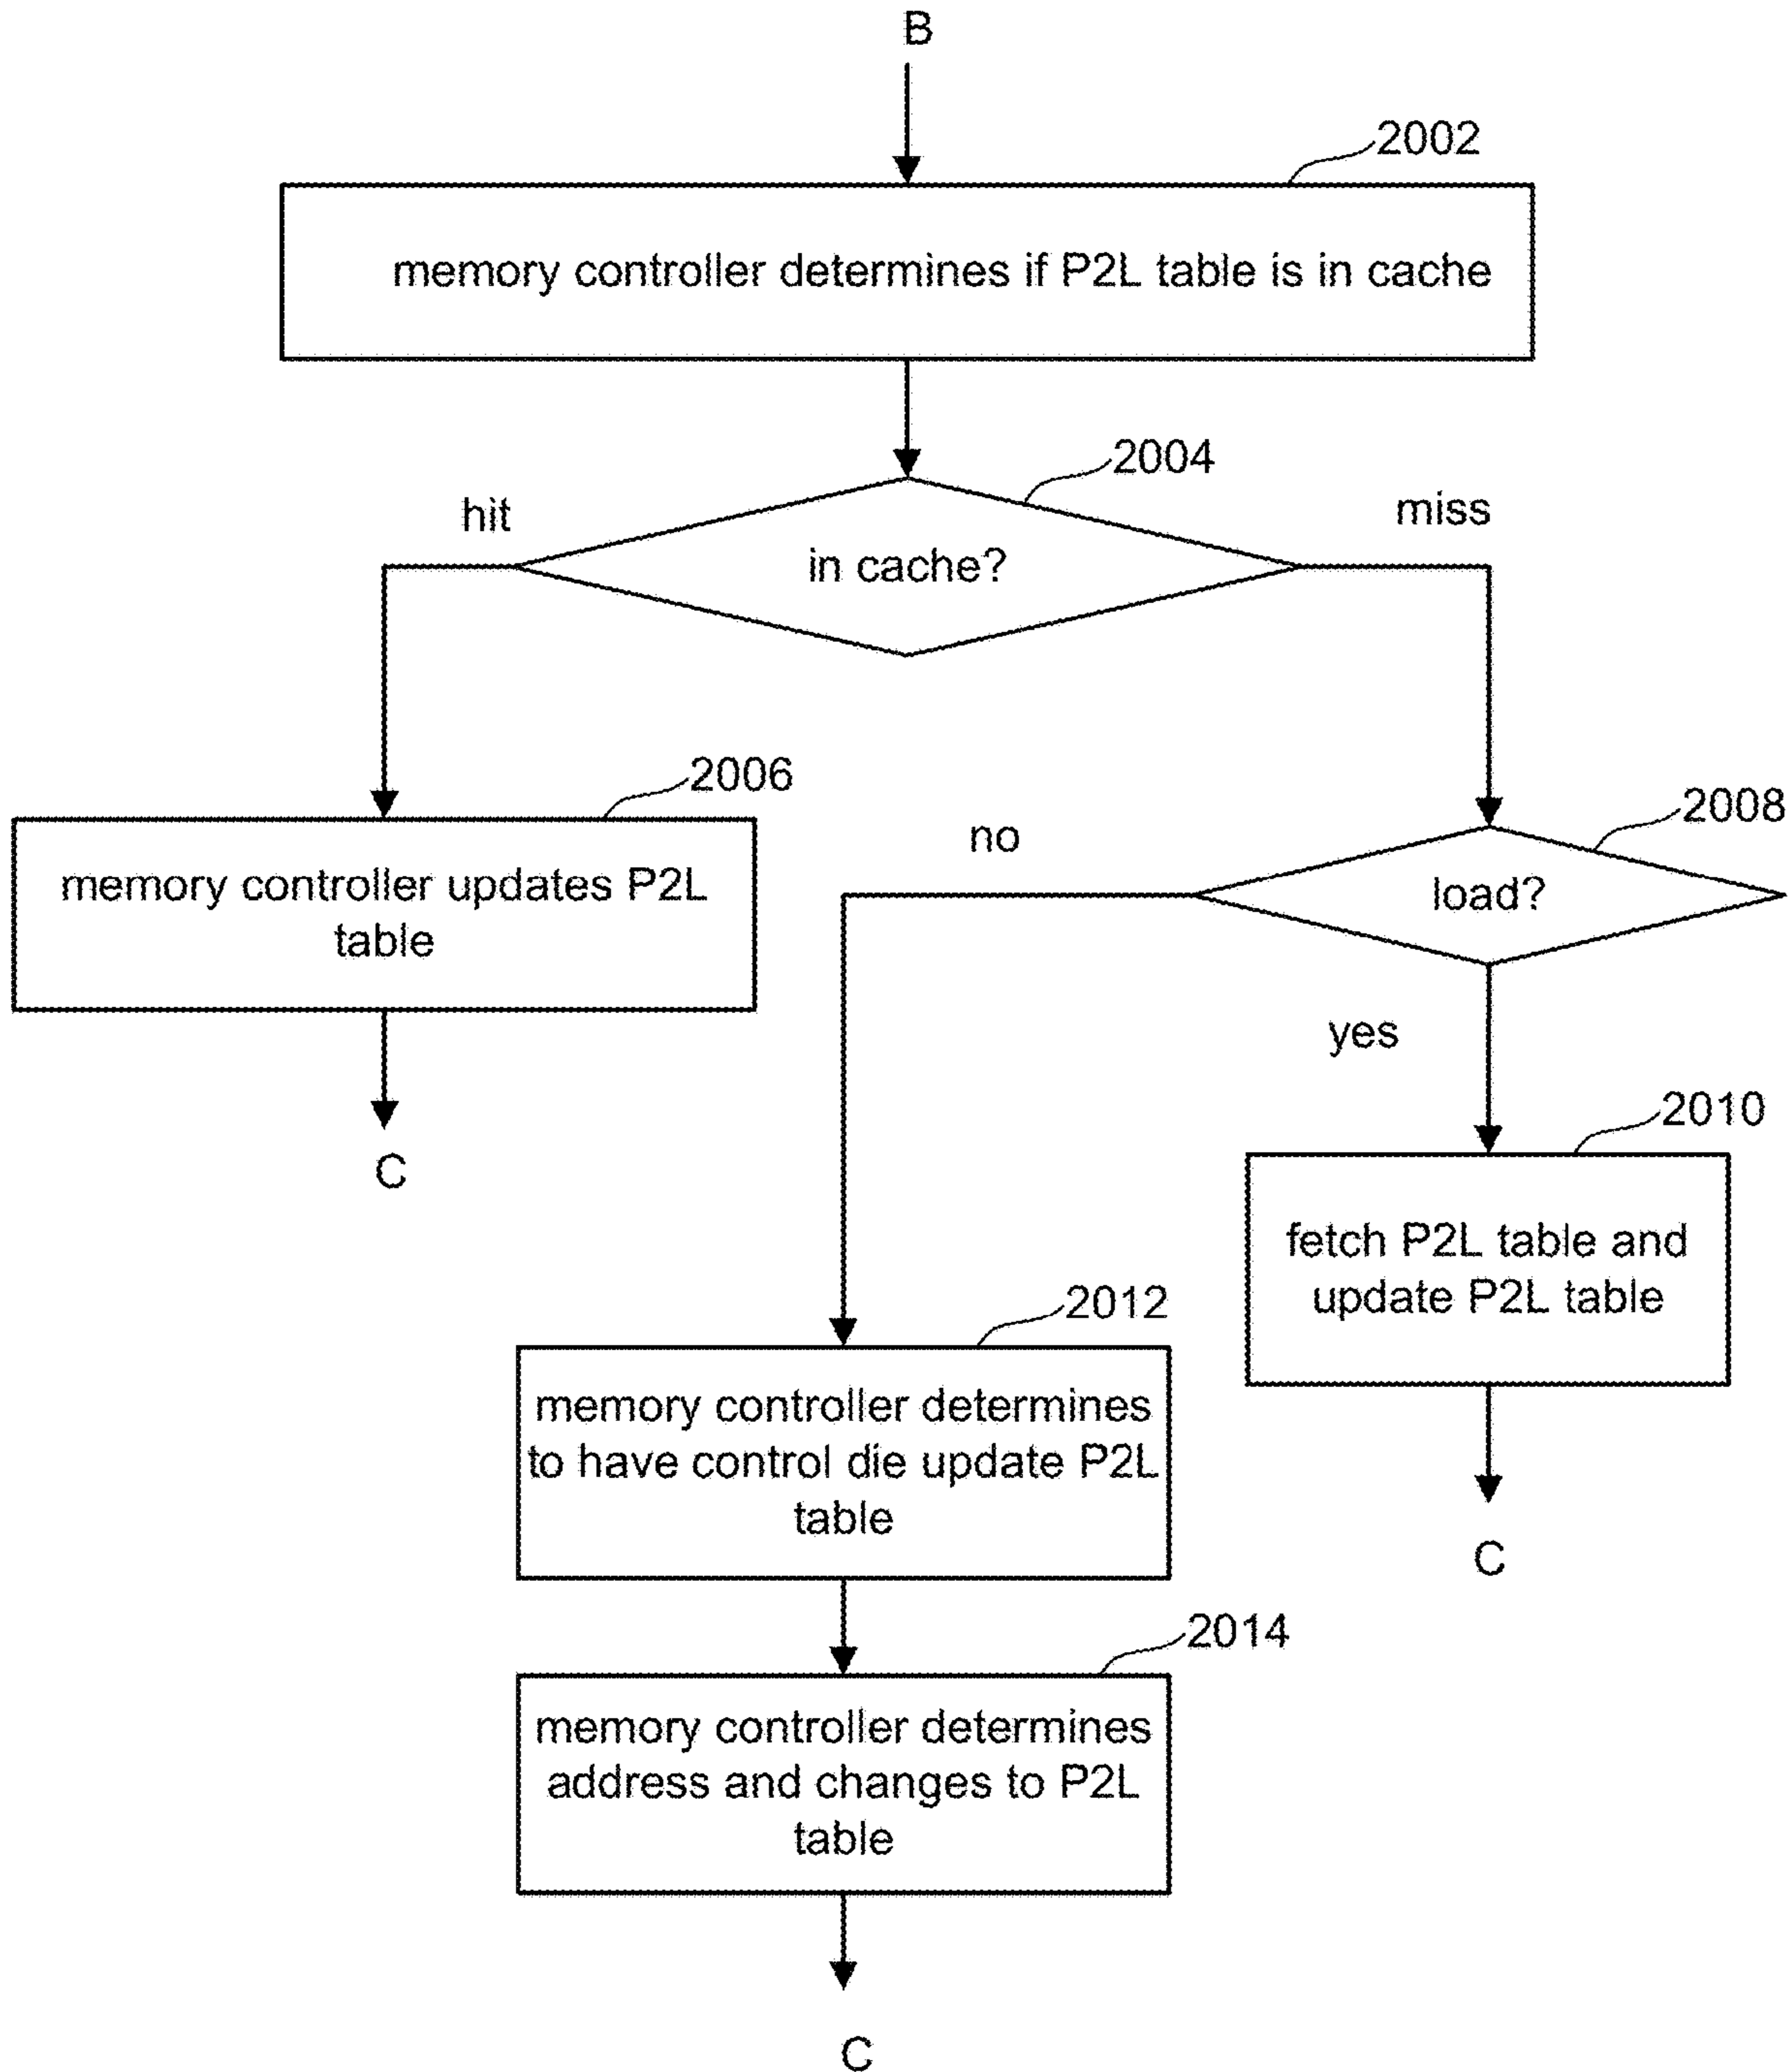 B
2002
memory controller determines if P2L table is in cache
2004
hit
miss
in cache?
2006
memory controller updates P2L
table
C
2008
no
load?
yes
2010
fetch P2L table and
update P2L table
C
2012
memory controller determines
to have control die update P2L
table
2014
memory controller determines
address and changes to P2L
table
C